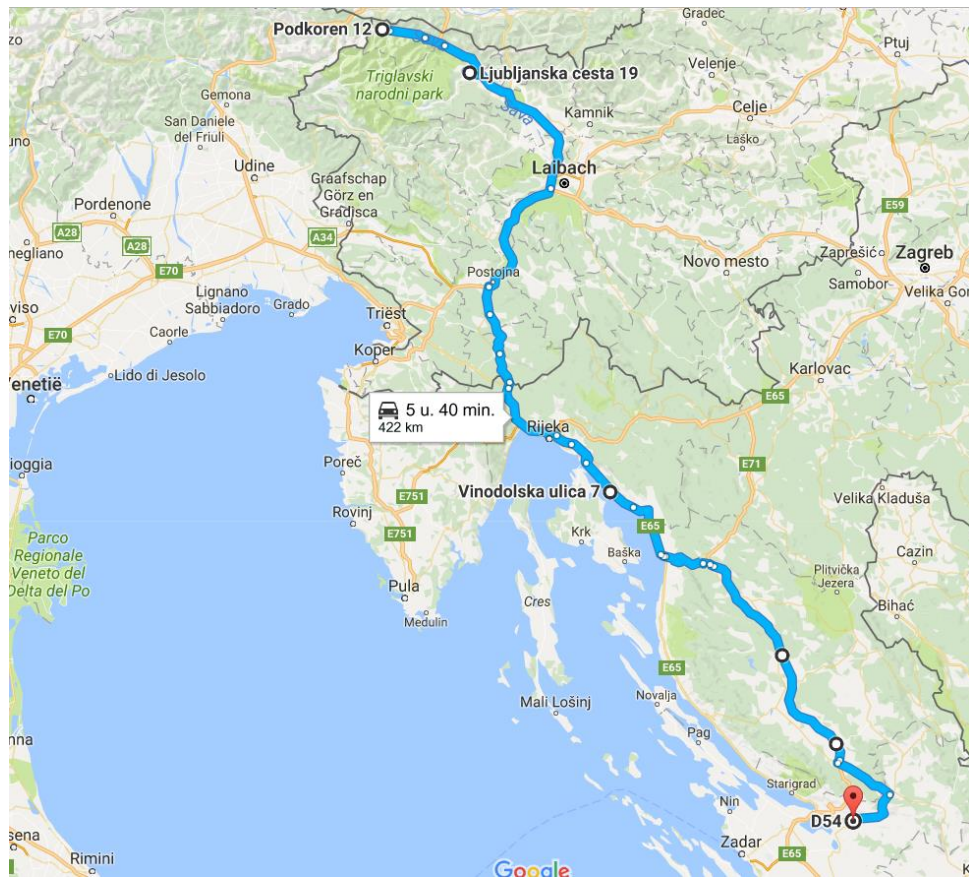 Podkoren 12
Gradec
Ptuj
Ljubljanska cesta 19
Velenje
Triglavski
narodni park
Gemona
Sava
Kamnik
Celje
San Daniele
del Friuli
Laško
Laibach
Udine
Graafschap
Görz en
Gradisca
Pordenone
E59
A28
A28
A34
Zaprešić
Zagreb
negliano
E70
Novo mesto
Samobor
Postojna
Velika Gor
Lignano
Sabbiadoro
Grado
Triëst
E70
Caorle
Koper
Karlovac
Lido di Jesolo
Venetië
E65
5 u. 40 min.
422 km
Rijeka
Poreč
E71
ioggia
Vinodolska ulica 7
E751
Velika Kladuša
Rovinj
E65
E751
Krk
Parco
Regionale
Veneto del
Delta del Po
Baška
Cazin
Plitvička
Jezera
Pula
Cres
Bihać
Medulin
E65
Novalja
Mali Lošinj
Pag
nna
Starigrad
Nin
D54
sena
Zadar
E65
Rimini
K
Google